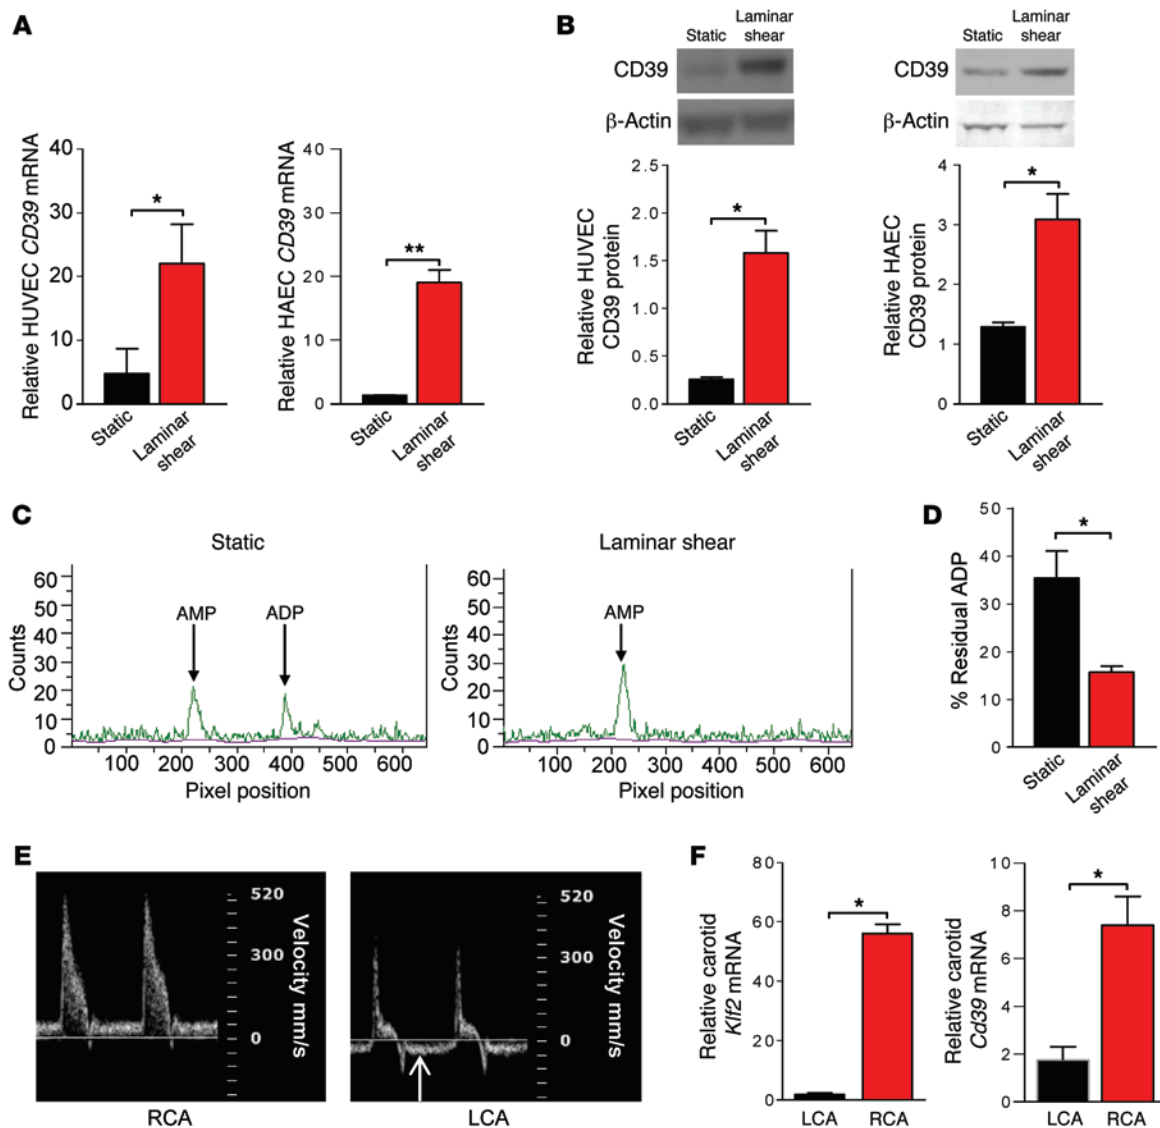 A
Relative HUVEC CD39 mRNA
40
30
20
10
0
*
Static
Laminar
shear
Relative HAEC CD39 mRNA
40
30
20
10
0
**
Static
Laminar
shear
B
Static
Laminar
shear
CD39
β-Actin
Relative HUVEC
CD39 protein
2.5
2.0
1.5
1.0
0.5
0.0
*
Static
Laminar
shear
Static
Laminar
shear
CD39
β-Actin
Relative HAEC
CD39 protein
4
3
2
1
0
*
Static
Laminar
shear
C
Static
Counts
60
50
40
30
20
10
0
AMP
ADP
100 200 300 400 500 600
Pixel position
Laminar shear
Counts
60
50
40
30
20
10
0
AMP
100 200 300 400 500 600
Pixel position
D
% Residual ADP
50
40
30
20
10
0
*
Static
Laminar
shear
E
520
300
0
Velocity mm/s
RCA
520
300
0
Velocity mm/s
LCA
F
Relative carotid
Klf2 mRNA
80
60
40
20
0
*
LCA RCA
Relative carotid
Cd39 mRNA
10
8
6
4
2
0
*
LCA RCA